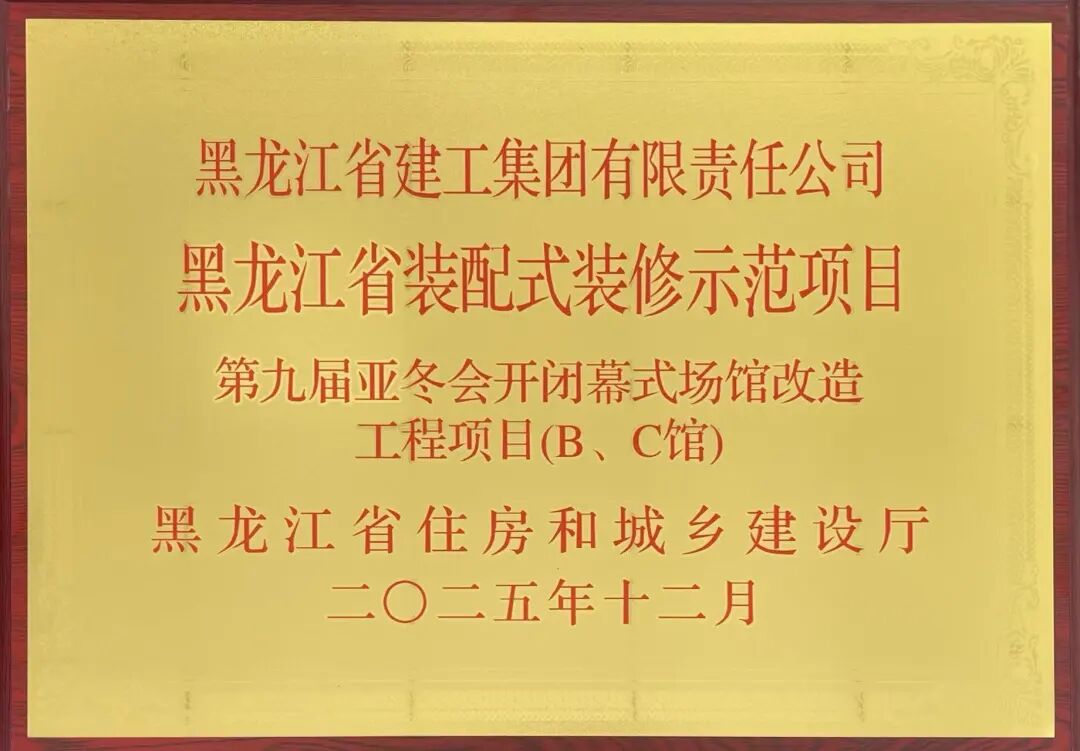 黑龙江省建工集团有限责任公司
黑龙江省装配式装修示范项目
第九届亚冬会开闭幕式场馆改造
工程项目(B、C馆)
黑龙江省住房和城乡建设厅
二〇二五年十二月